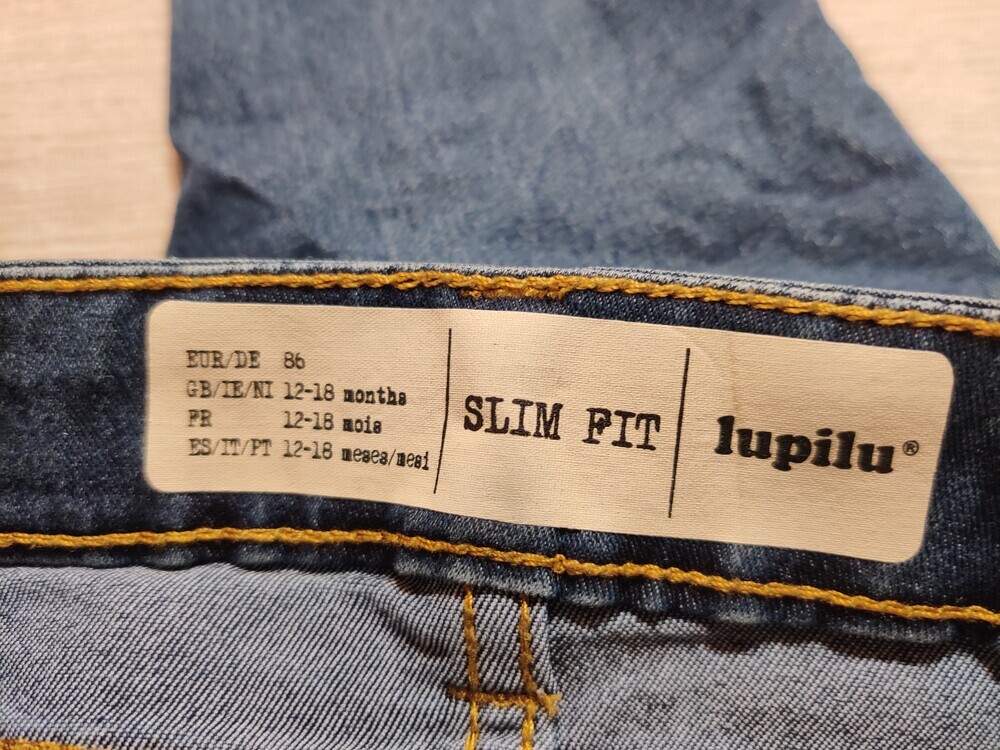 EUR/DE 86
GB/IE/NI 12-18 months
FR 12-18 mois
ES/IT/PT 12-18 meses/mesi
SLIM FIT
lupilu®